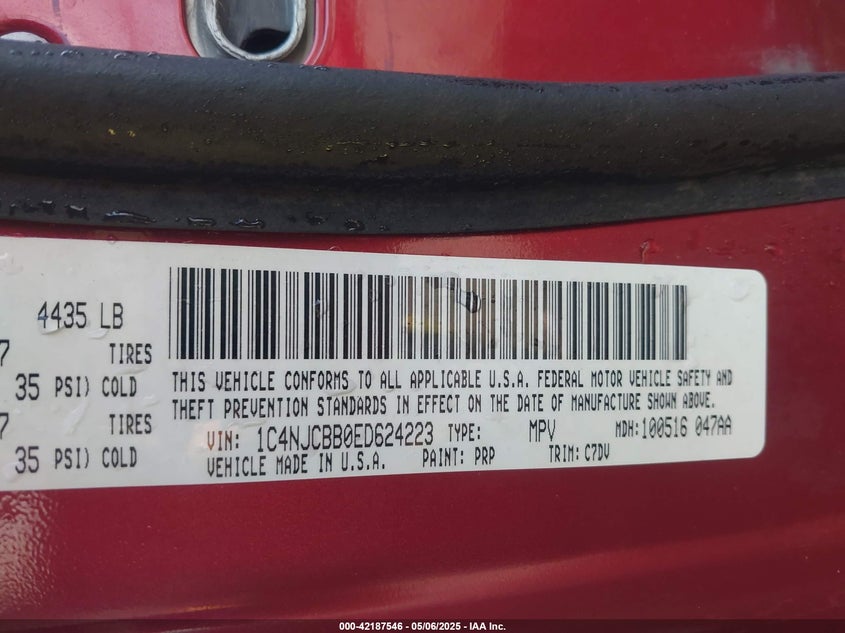 4435 LB
7 TIRES
35 PSI) COLD
7 TIRES
35 PSI) COLD
THIS VEHICLE CONFORMS TO ALL APPLICABLE U.S.A. FEDERAL MOTOR VEHICLE SAFETY AND
THEFT PREVENTION STANDARDS IN EFFECT ON THE DATE OF MANUFACTURE SHOWN ABOVE.
VIN: 1C4NJCBB0ED624223 TYPE: MPV MDH:100516 047AA
VEHICLE MADE IN U.S.A. PAINT: PRP TRIM: C7DV
000-42187546 - 05/06/2025 - IAA Inc.